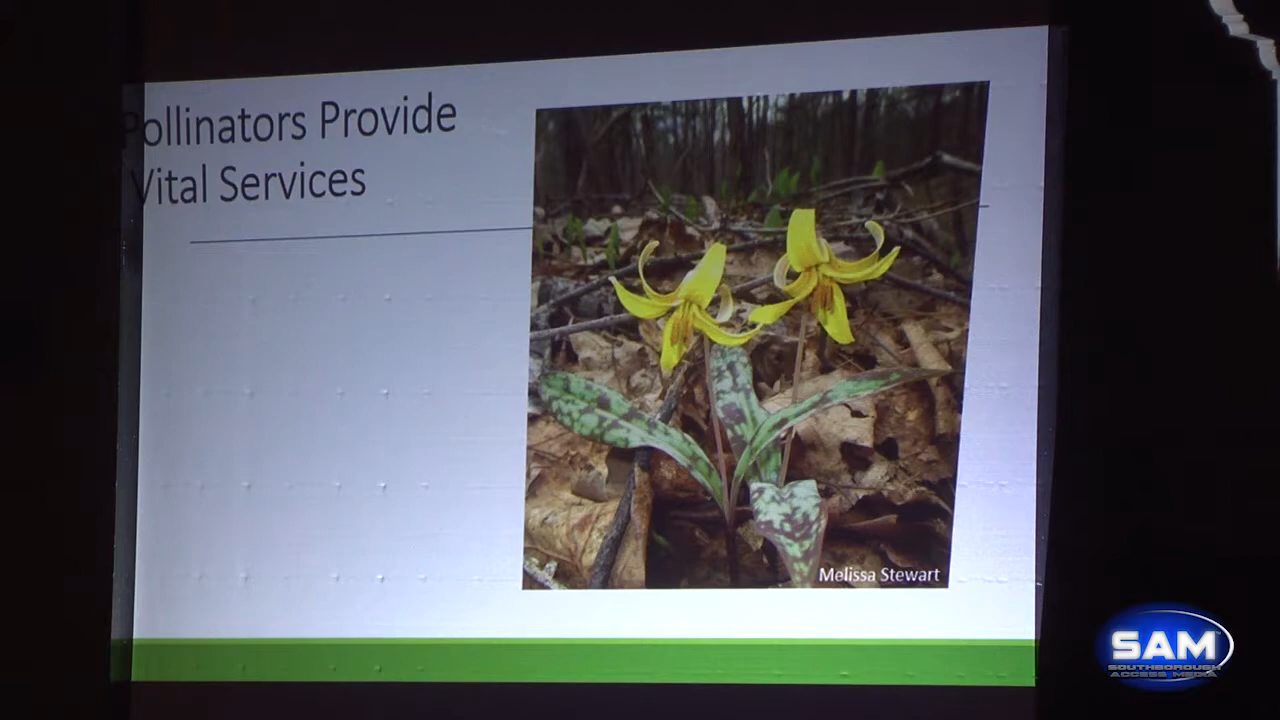 Pollinators Provide
Vital Services
Melissa Stewart
SAM
SOUTHBOROUGH
ACCESS MEDIA